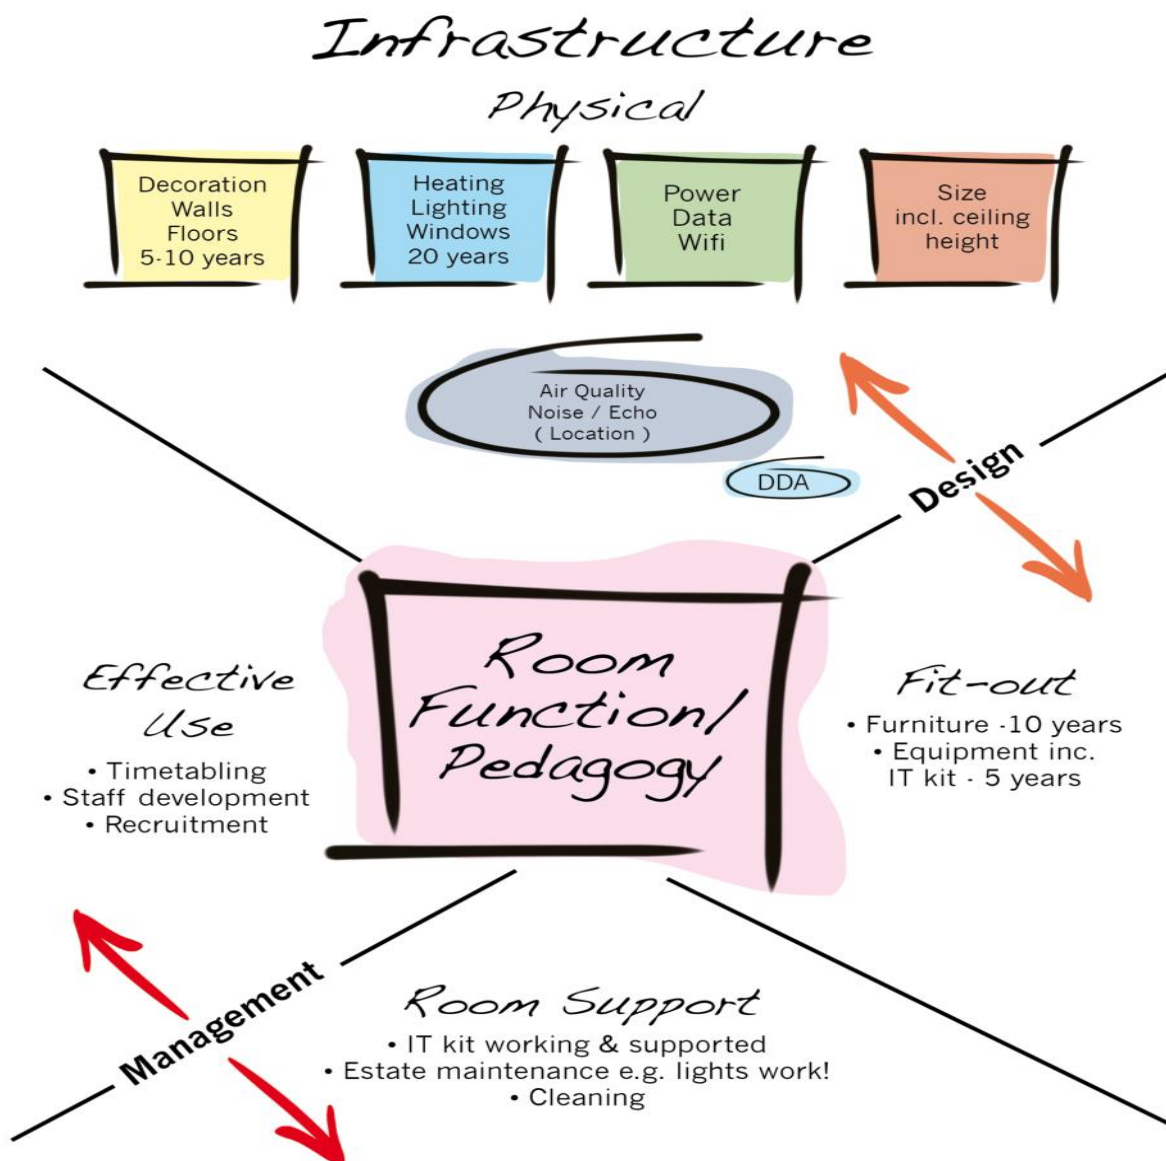 Infrastructure
Physical
Decoration
Walls
Floors
5-10 years
Heating
Lighting
Windows
20 years
Power
Data
Wifi
Size
incl. ceiling
height
Air Quality
Noise / Echo
( Location )
DDA
Design
Room
Function/
Pedagogy
Effective
Use
• Timetabling
• Staff development
• Recruitment
Fit-out
• Furniture -10 years
• Equipment inc.
IT kit - 5 years
Management
Room Support
• IT kit working & supported
• Estate maintenance e.g. lights work!
• Cleaning